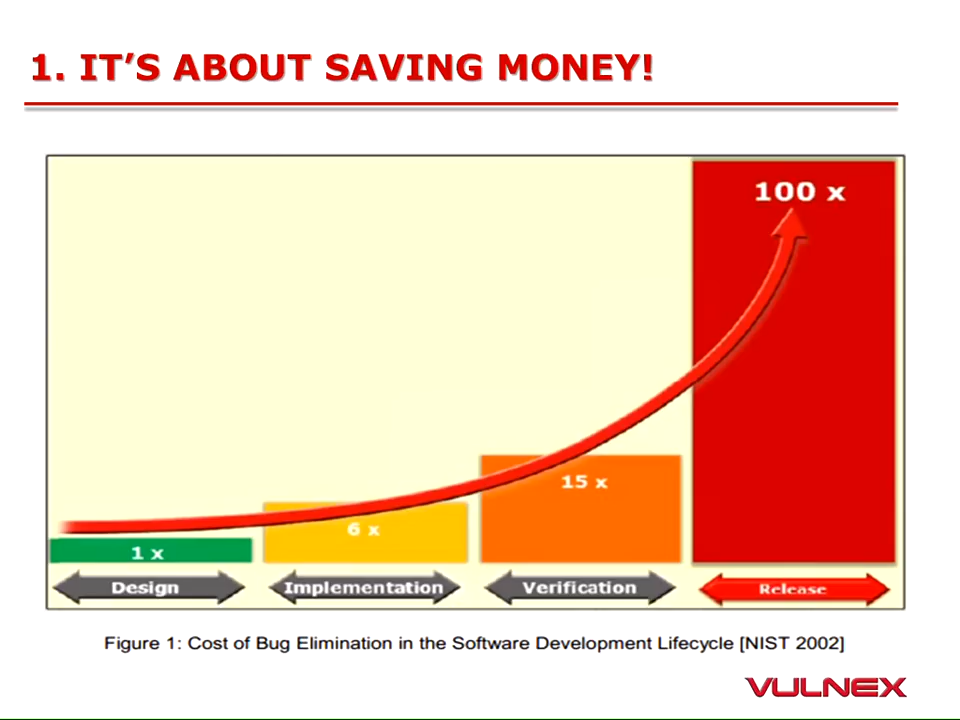 1. IT’S ABOUT SAVING MONEY!
100 x
15 x
6 x
1 x
Design
Implementation
Verification
Release
Figure 1: Cost of Bug Elimination in the Software Development Lifecycle [NIST 2002]
VULNEX